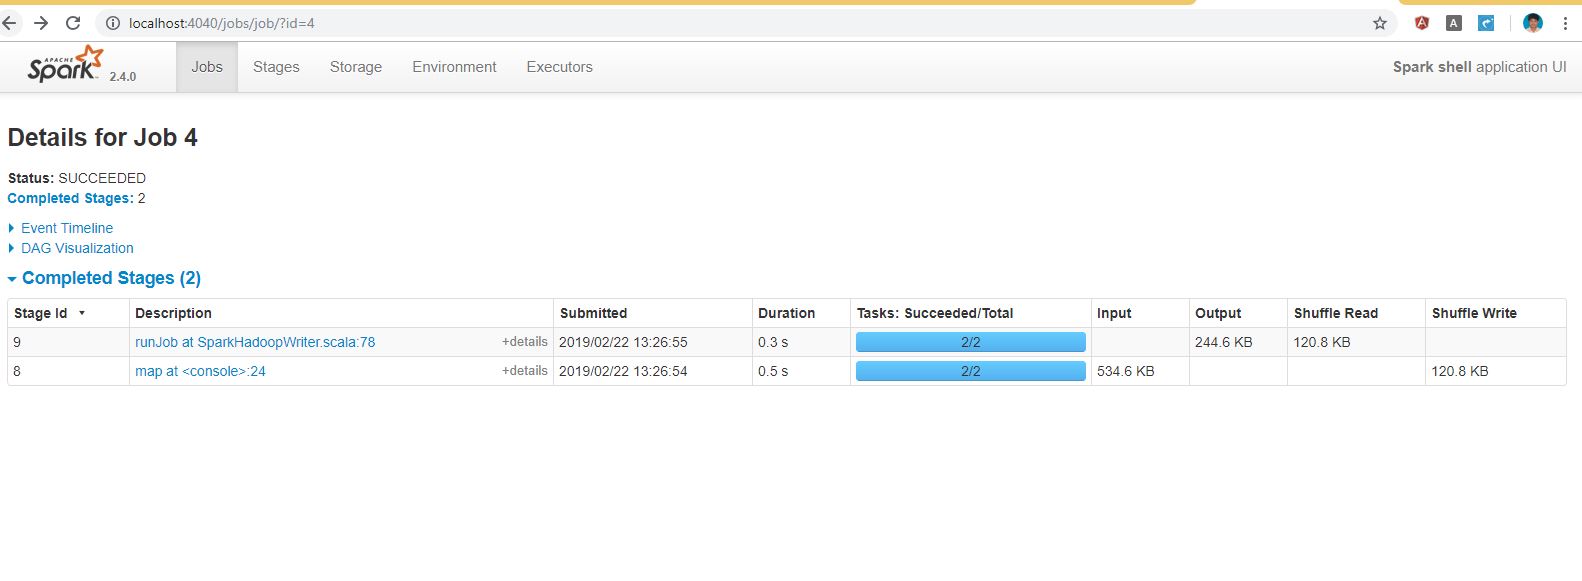 localhost:4040/jobs/job/?id=4
A
A
APACHE
Spark 2.4.0 Jobs Stages Storage Environment Executors Spark shell application UI
Details for Job 4
Status: SUCCEEDED
Completed Stages: 2
Event Timeline
DAG Visualization
Completed Stages (2)
Stage Id Description Submitted Duration Tasks: Succeeded/Total Input Output Shuffle Read Shuffle Write
9 runJob at SparkHadoopWriter.scala:78 +details 2019/02/22 13:26:55 0.3 s 2/2 244.6 KB 120.8 KB
8 map at <console>:24 +details 2019/02/22 13:26:54 0.5 s 2/2 534.6 KB 120.8 KB